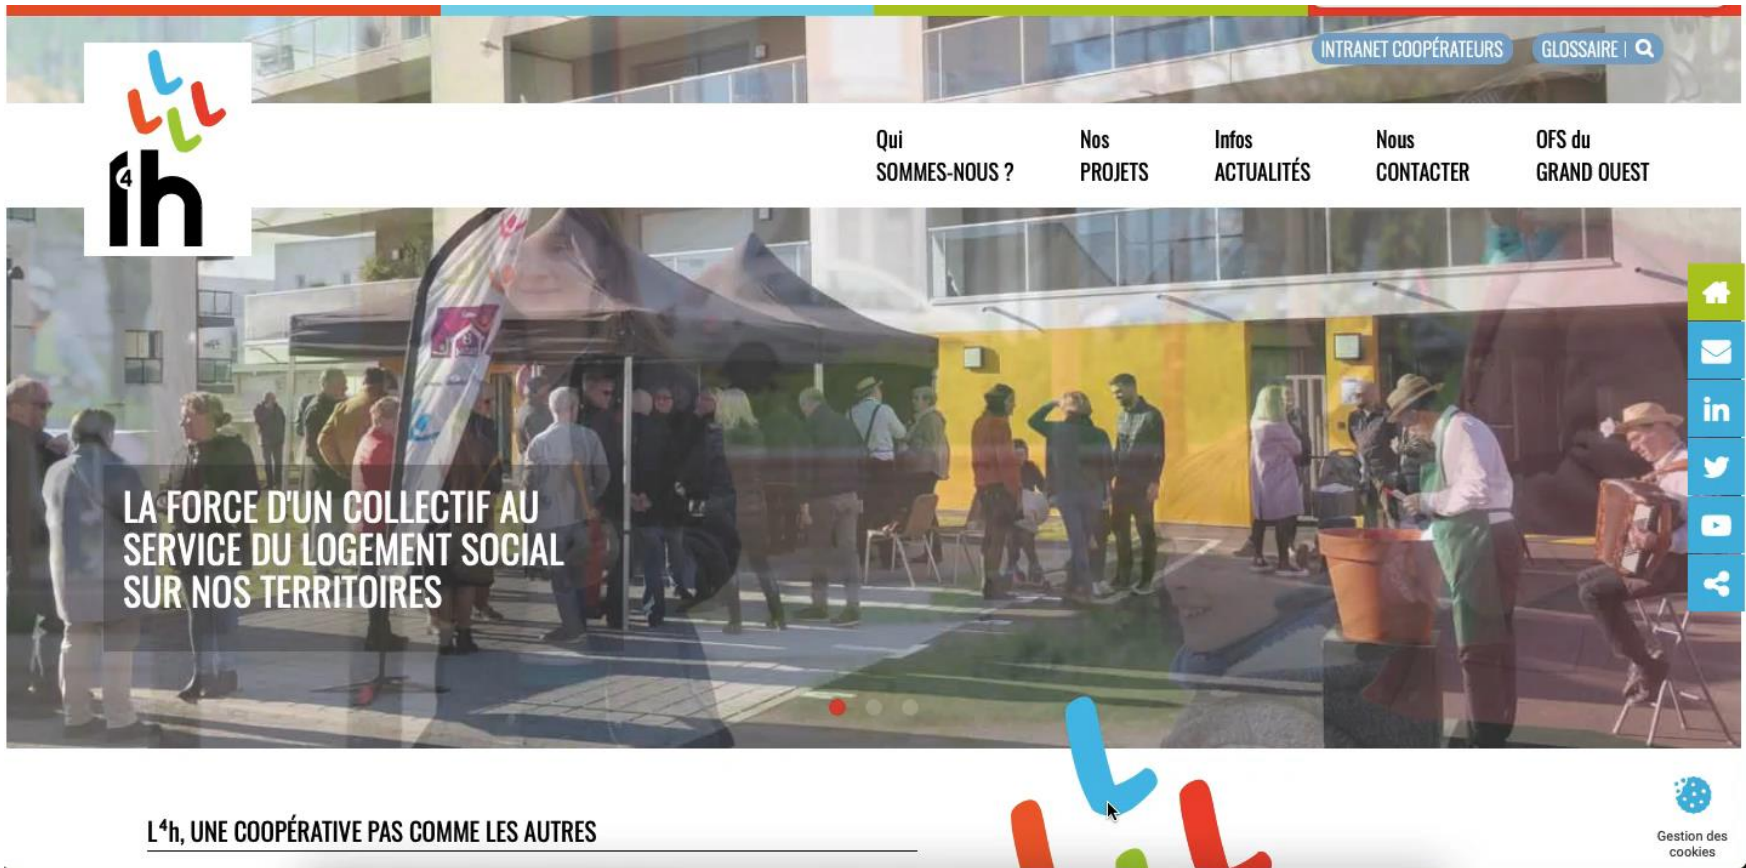 INTRANET COOPÉRATEURS
GLOSSAIRE |
4h
Qui
SOMMES-NOUS ?
Nos
PROJETS
Infos
ACTUALITÉS
Nous
CONTACTER
OFS du
GRAND OUEST
in
LA FORCE D'UN COLLECTIF AU
SERVICE DU LOGEMENT SOCIAL
SUR NOS TERRITOIRES
L⁴h, UNE COOPÉRATIVE PAS COMME LES AUTRES
Gestion des
cookies